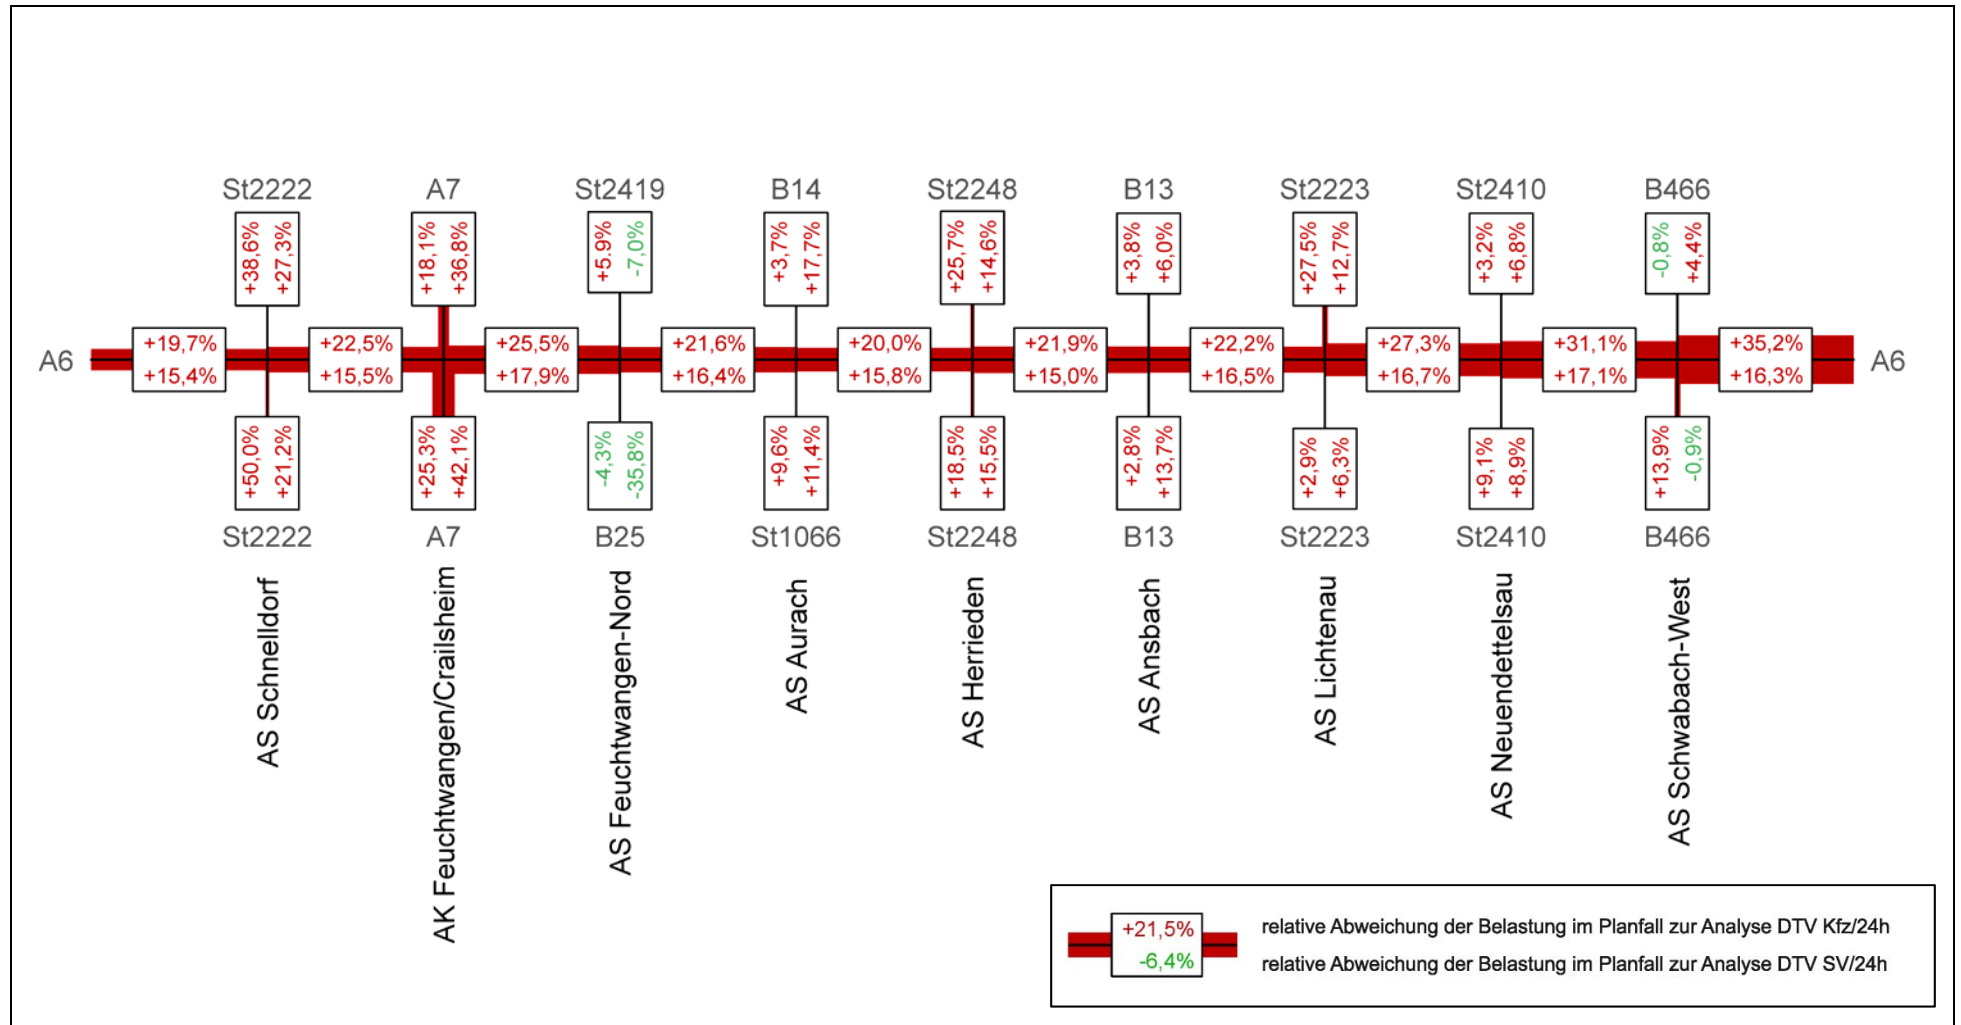 St2222
A7
St2419
B14
St2248
B13
St2223
St2410
B466
+38,6%
+27,3%
+18,1%
+36,8%
+5.9%
-7,0%
+3,7%
+17,7%
+25,7%
+14,6%
+3,8%
+6,0%
+27,5%
+12,7%
+3,2%
+6,8%
-0,8%
+4,4%
A6
+19,7%
+15,4%
+22,5%
+15,5%
+25,5%
+17,9%
+21,6%
+16,4%
+20,0%
+15,8%
+21,9%
+15,0%
+22,2%
+16,5%
+27,3%
+16,7%
+31,1%
+17,1%
+35,2%
+16,3%
A6
+50,0%
+21,2%
+25,3%
+42,1%
-4,3%
-35,8%
+9,6%
+11,4%
+18,5%
+15,5%
+2,8%
+13,7%
+2,9%
+6,3%
+9,1%
+8,9%
+13,9%
-0,9%
St2222
A7
B25
St1066
St2248
B13
St2223
St2410
B466
AS Schnelldorf
AK Feuchtwangen/Crailsheim
AS Feuchtwangen-Nord
AS Aurach
AS Herrieden
AS Ansbach
AS Lichtenau
AS Neuendettelsau
AS Schwabach-West
+21,5%
relative Abweichung der Belastung im Planfall zur Analyse DTV Kfz/24h
-6,4%
relative Abweichung der Belastung im Planfall zur Analyse DTV SV/24h